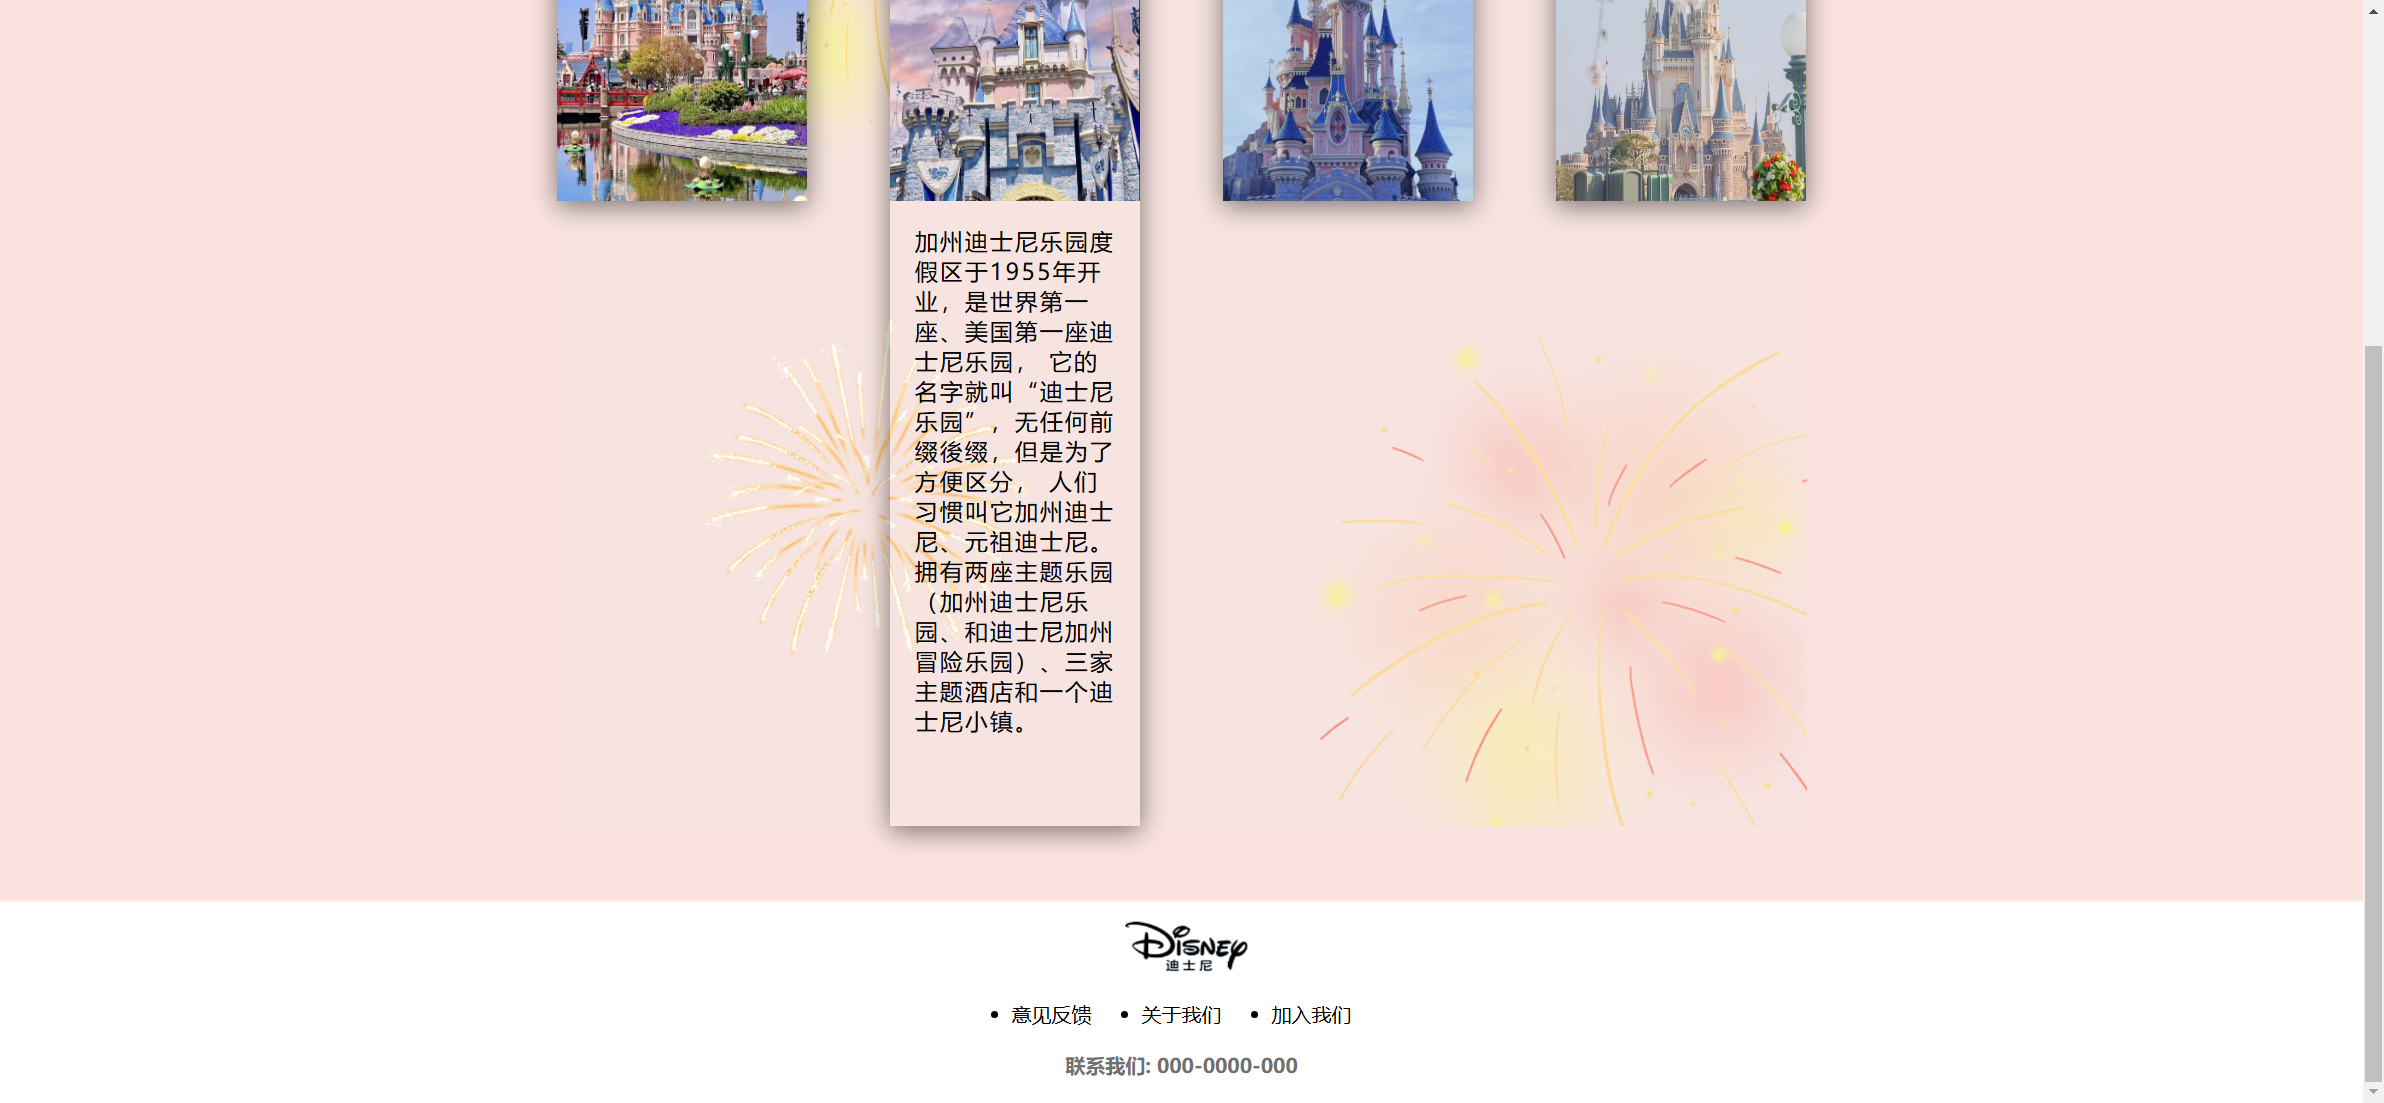 加州迪士尼乐园度
假区于1955年开
业，是世界第一
座、美国第一座迪
士尼乐园， 它的
名字就叫“迪士尼
乐园”，无任何前
缀後缀，但是为了
方便区分， 人们
习惯叫它加州迪士
尼、元祖迪士尼。
拥有两座主题乐园
（加州迪士尼乐
园、和迪士尼加州
冒险乐园）、三家
主题酒店和一个迪
士尼小镇。
Disney
迪士尼
• 意见反馈 • 关于我们 • 加入我们
联系我们: 000-0000-000